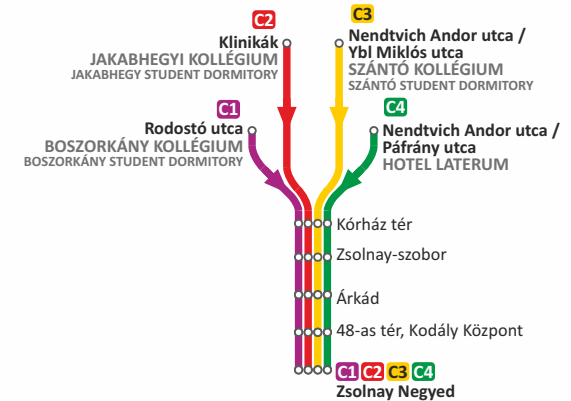 C2
Klinikák
JAKABHEGYI KOLLÉGIUM
JAKABHEGY STUDENT DORMITORY
C3
Nendtvich Andor utca /
Ybl Miklós utca
SZÁNTÓ KOLLÉGIUM
SZÁNTÓ STUDENT DORMITORY
C1
Rodostó utca
BOSZORKÁNY KOLLÉGIUM
BOSZORKÁNY STUDENT DORMITORY
C4
Nendtvich Andor utca /
Páfrány utca
HOTEL LATERUM
Kórház tér
Zsolnay-szobor
Árkád
48-as tér, Kodály Központ
C1 C2 C3 C4
Zsolnay Negyed